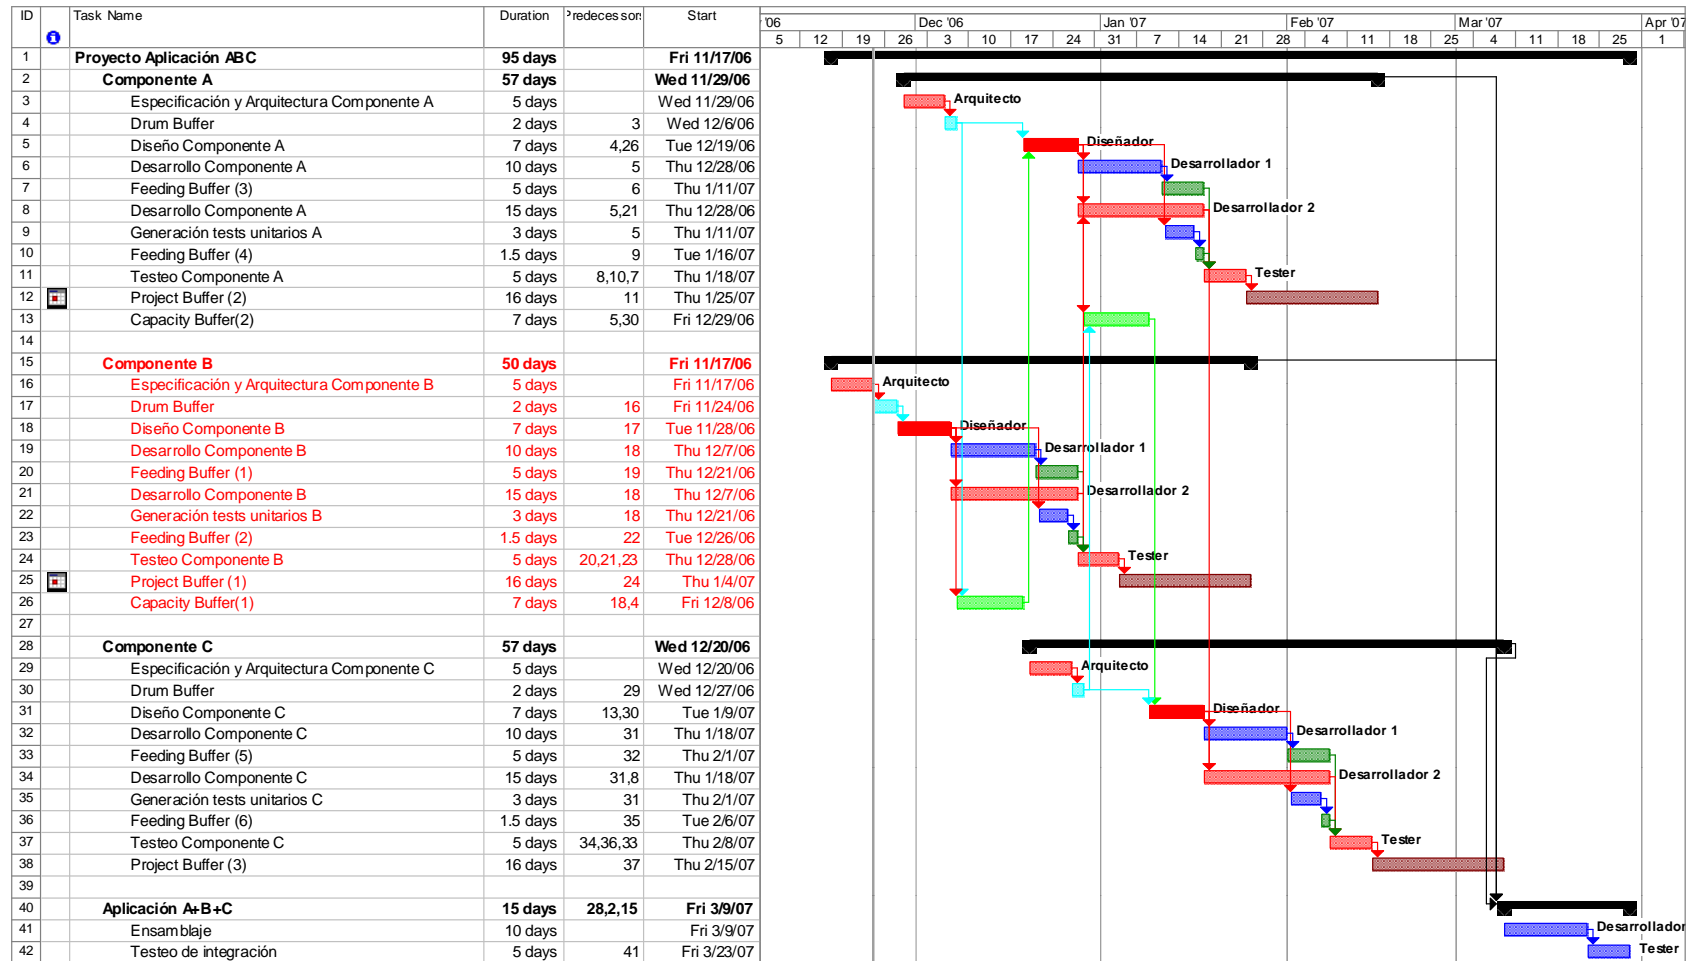 ID Task Name Duration Predecessors Start '06 Dec '06 Jan '07 Feb '07 Mar '07 Apr '07
5 12 19 26 3 10 17 24 31 7 14 21 28 4 11 18 25 4 11 18 25 1
1 Proyecto Aplicación ABC 95 days Fri 11/17/06
2 Componente A 57 days Wed 11/29/06
3 Especificación y Arquitectura Componente A 5 days Wed 11/29/06 Arquitecto
4 Drum Buffer 2 days 3 Wed 12/6/06
5 Diseño Componente A 7 days 4,26 Tue 12/19/06 Diseñador
6 Desarrollo Componente A 10 days 5 Thu 12/28/06 Desarrollador 1
7 Feeding Buffer (3) 5 days 6 Thu 1/11/07
8 Desarrollo Componente A 15 days 5,21 Thu 12/28/06 Desarrollador 2
9 Generación tests unitarios A 3 days 5 Thu 1/11/07
10 Feeding Buffer (4) 1.5 days 9 Tue 1/16/07
11 Testeo Componente A 5 days 8,10,7 Thu 1/18/07 Tester
12 Project Buffer (2) 16 days 11 Thu 1/25/07
13 Capacity Buffer(2) 7 days 5,30 Fri 12/29/06
14
15 Componente B 50 days Fri 11/17/06
16 Especificación y Arquitectura Componente B 5 days Fri 11/17/06 Arquitecto
17 Drum Buffer 2 days 16 Fri 11/24/06
18 Diseño Componente B 7 days 17 Tue 11/28/06 Diseñador
19 Desarrollo Componente B 10 days 18 Thu 12/7/06 Desarrollador 1
20 Feeding Buffer (1) 5 days 19 Thu 12/21/06
21 Desarrollo Componente B 15 days 18 Thu 12/7/06 Desarrollador 2
22 Generación tests unitarios B 3 days 18 Thu 12/21/06
23 Feeding Buffer (2) 1.5 days 22 Tue 12/26/06
24 Testeo Componente B 5 days 20,21,23 Thu 12/28/06 Tester
25 Project Buffer (1) 16 days 24 Thu 1/4/07
26 Capacity Buffer(1) 7 days 18,4 Fri 12/8/06
27
28 Componente C 57 days Wed 12/20/06
29 Especificación y Arquitectura Componente C 5 days Wed 12/20/06 Arquitecto
30 Drum Buffer 2 days 29 Wed 12/27/06
31 Diseño Componente C 7 days 13,30 Tue 1/9/07 Diseñador
32 Desarrollo Componente C 10 days 31 Thu 1/18/07 Desarrollador 1
33 Feeding Buffer (5) 5 days 32 Thu 2/1/07
34 Desarrollo Componente C 15 days 31,8 Thu 1/18/07 Desarrollador 2
35 Generación tests unitarios C 3 days 31 Thu 2/1/07
36 Feeding Buffer (6) 1.5 days 35 Tue 2/6/07
37 Testeo Componente C 5 days 34,36,33 Thu 2/8/07 Tester
38 Project Buffer (3) 16 days 37 Thu 2/15/07
39
40 Aplicación A+B+C 15 days 28,2,15 Fri 3/9/07
41 Ensamblaje 10 days Fri 3/9/07 Desarrollador
42 Testeo de integración 5 days 41 Fri 3/23/07 Tester